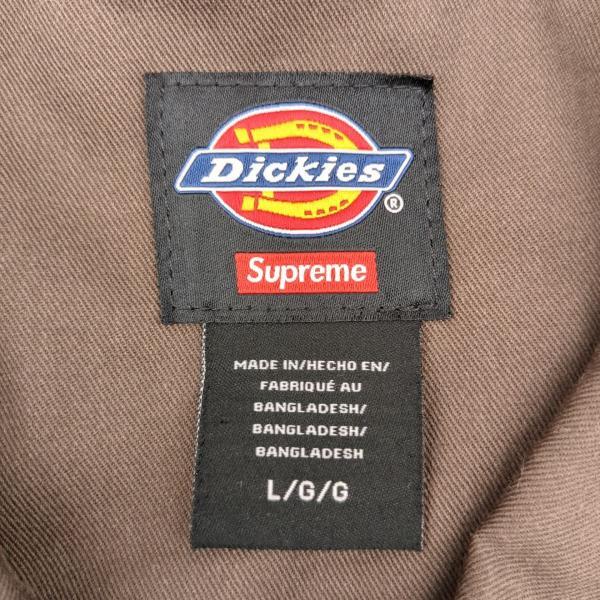 Dickies
®
Supreme
MADE IN/HECHO EN/
FABRIQUÉ AU
BANGLADESH/
BANGLADESH/
BANGLADESH
L/G/G